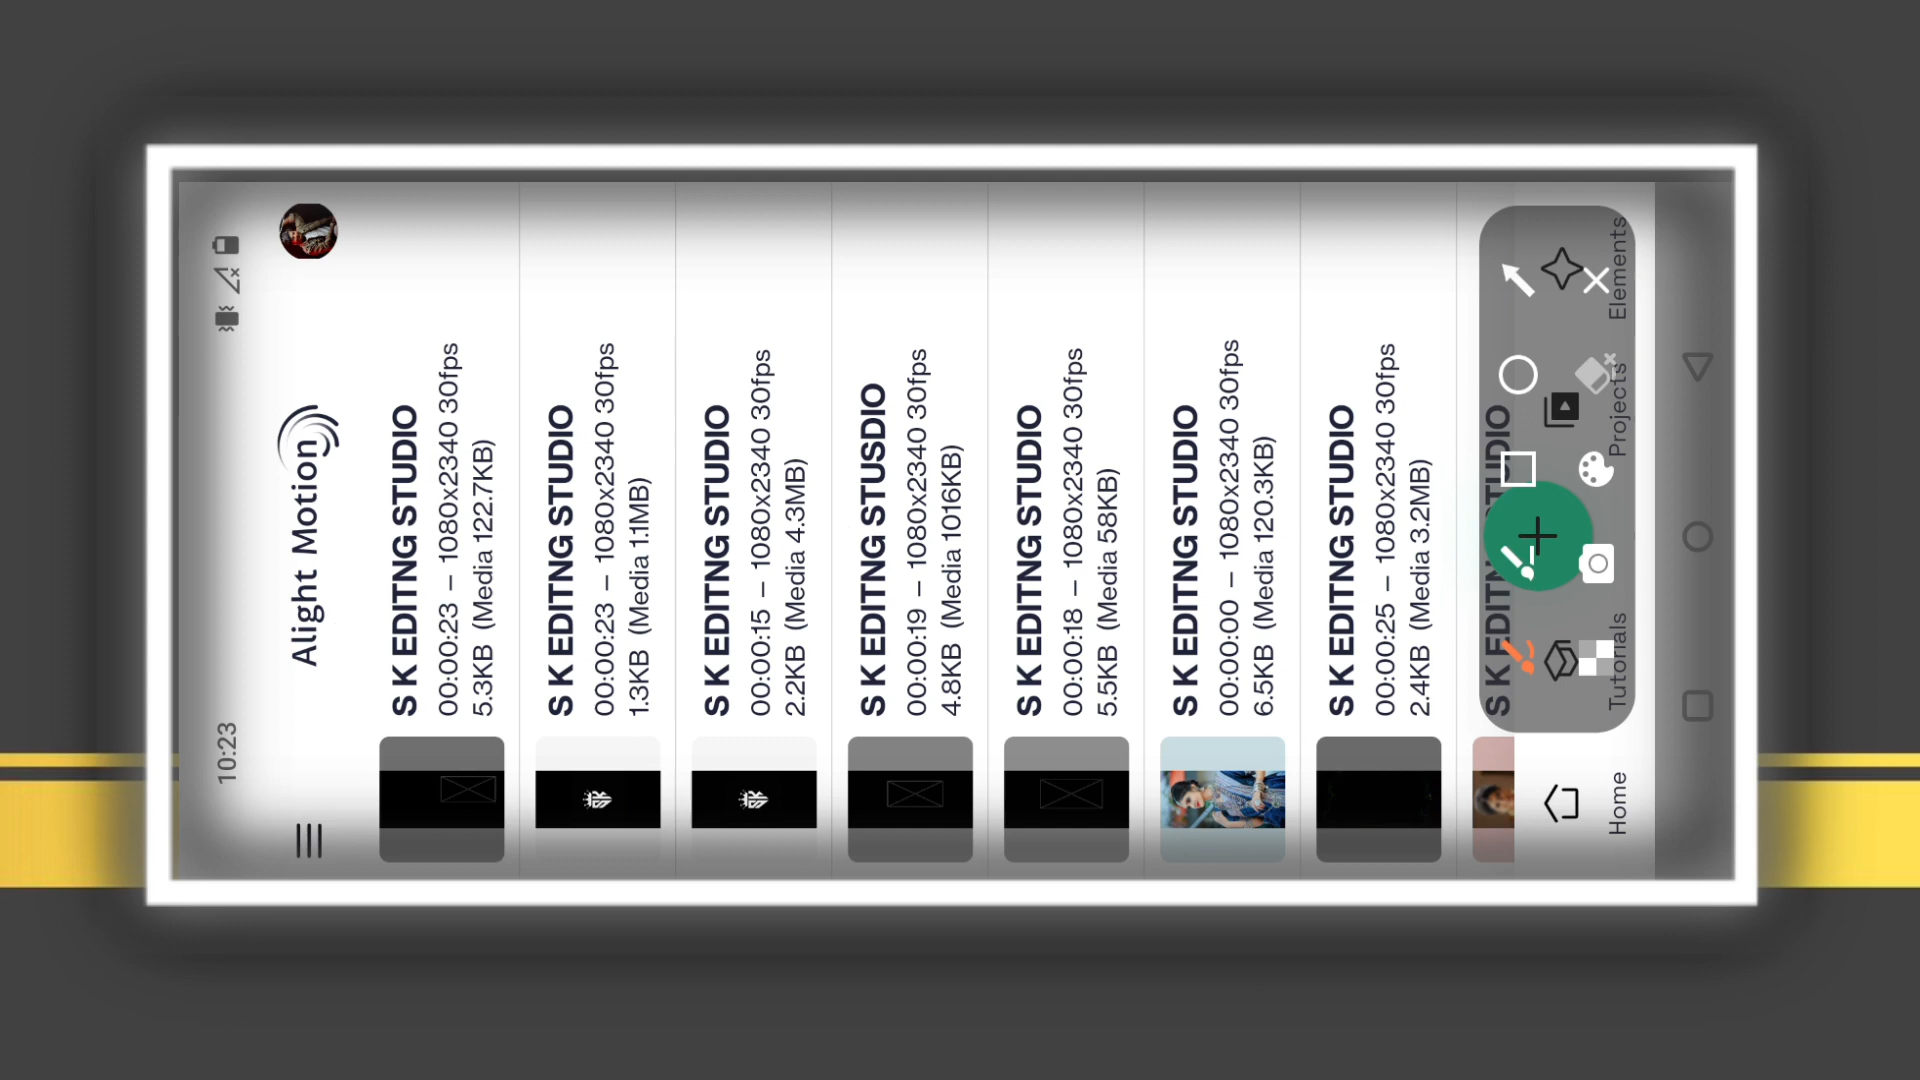 10:23
Alight Motion
S K EDITNG STUDIO
00:00:23 – 1080x2340 30fps
5.3KB (Media 122.7KB)
S K EDITNG STUDIO
00:00:23 – 1080x2340 30fps
1.3KB (Media 1.1MB)
S K EDITNG STUDIO
00:00:15 – 1080x2340 30fps
2.2KB (Media 4.3MB)
S K EDITNG STUSDIO
00:00:19 – 1080x2340 30fps
4.8KB (Media 1016KB)
S K EDITNG STUDIO
00:00:18 – 1080x2340 30fps
5.5KB (Media 58KB)
S K EDITNG STUDIO
00:00:00 – 1080x2340 30fps
6.5KB (Media 120.3KB)
S K EDITNG STUDIO
00:00:25 – 1080x2340 30fps
2.4KB (Media 3.2MB)
S K EDITNG STUDIO
Home
Tutorials
Projects
Elements